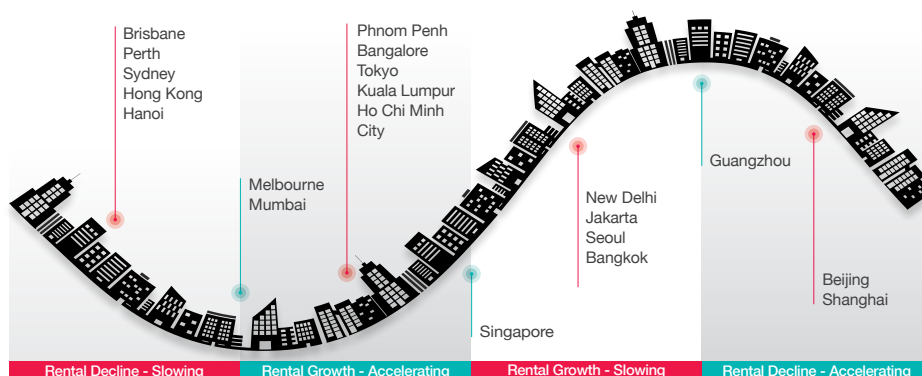 Brisbane
Perth
Sydney
Hong Kong
Hanoi
Melbourne
Mumbai
Phnom Penh
Bangalore
Tokyo
Kuala Lumpur
Ho Chi Minh
City
Singapore
New Delhi
Jakarta
Seoul
Bangkok
Guangzhou
Beijing
Shanghai
Rental Decline - Slowing
Rental Growth - Accelerating
Rental Growth - Slowing
Rental Decline - Accelerating